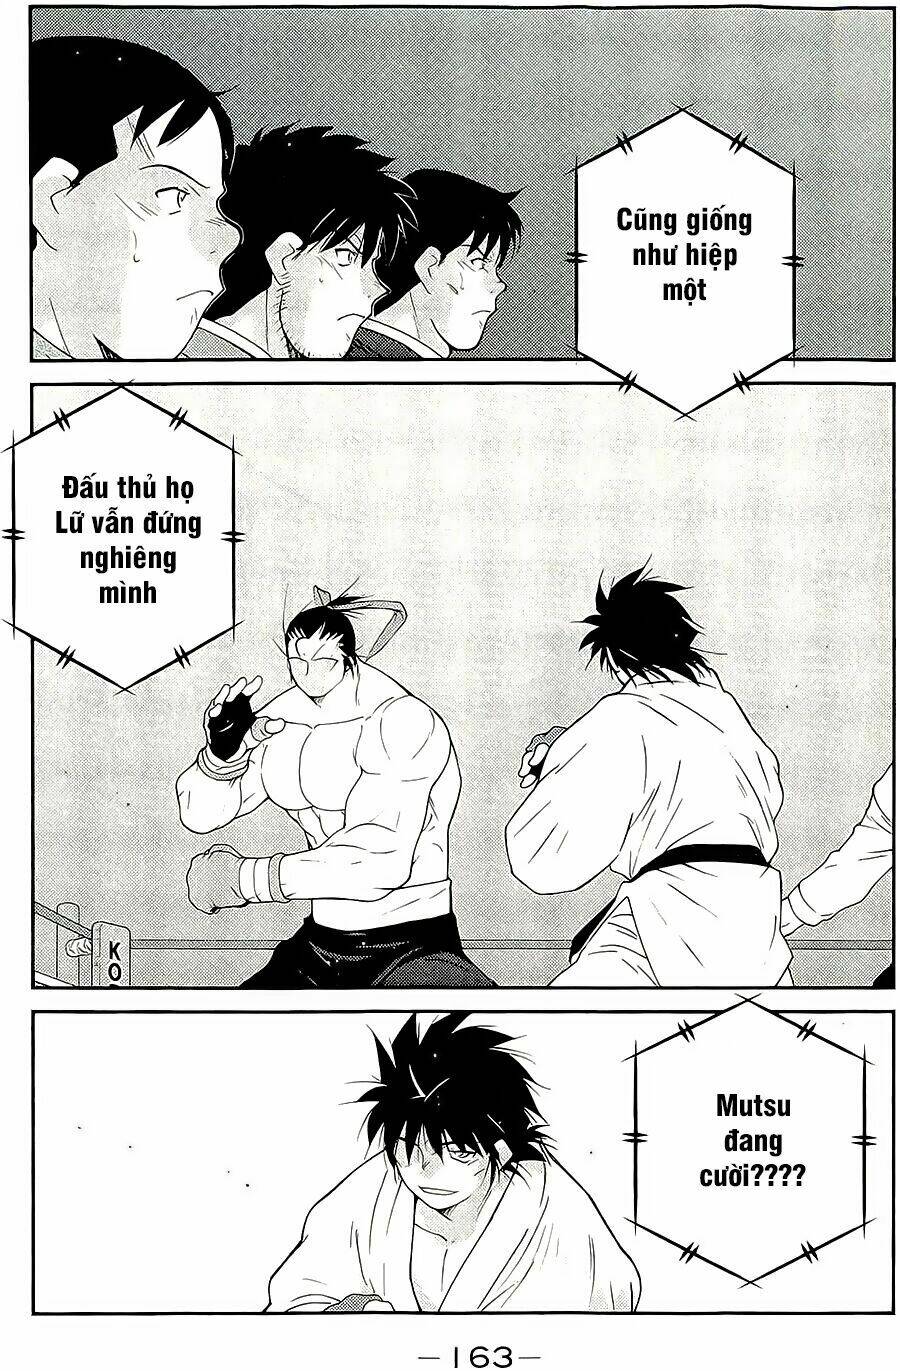 Cũng giống
như hiệp
một
Đấu thủ họ
Lữ vẫn đứng
nghiêng
mình
KO
Mutsu
đang
cười????
—163—